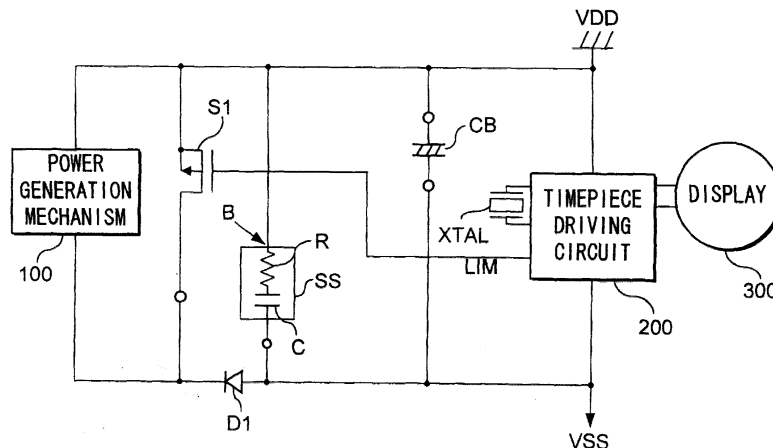 VDD
S1
CB
POWER
GENERATION
MECHANISM
100
XTAL
TIMEPIECE
DRIVING
CIRCUIT
DISPLAY
B
R
SS
LIM
C
200
300
D1
VSS